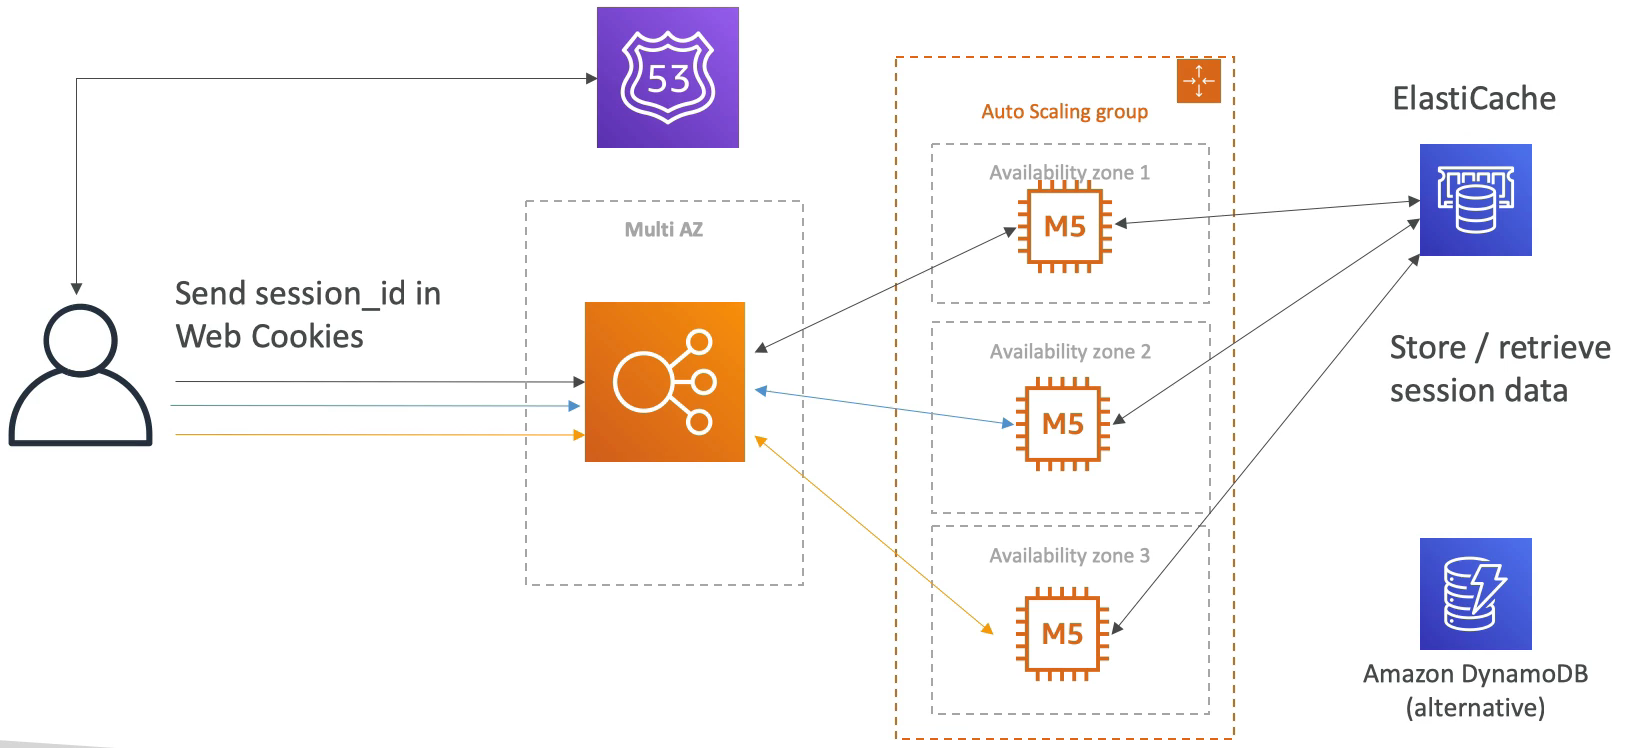 53
ElastiCache
Auto Scaling group
Availability zone 1
M5
Multi AZ
Send session_id in
Web Cookies
Availability zone 2
M5
Store / retrieve
session data
Availability zone 3
M5
Amazon DynamoDB
(alternative)